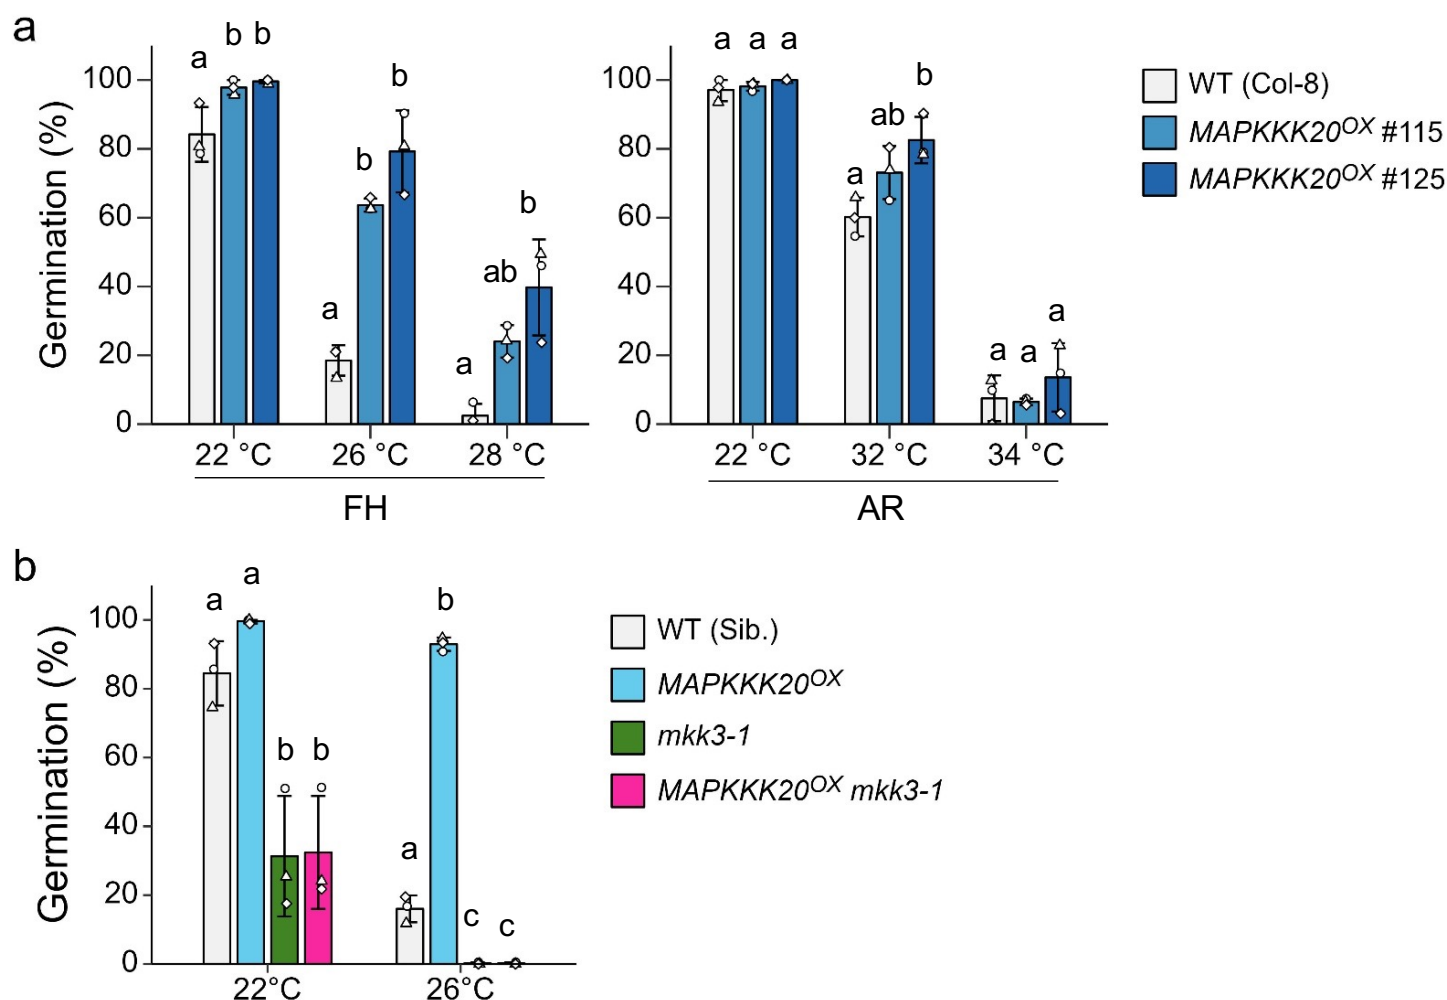 a
Germination (%)
100
80
60
40
20
0
a b b
a b b
a ab b
22 °C 26 °C 28 °C
FH
100
80
60
40
20
0
a a a
a ab b
a a a
22 °C 32 °C 34 °C
AR
WT (Col-8)
MAPKKK20OX #115
MAPKKK20OX #125
b
Germination (%)
100
80
60
40
20
0
a a b b
a b c c
22°C 26°C
WT (Sib.)
MAPKKK20OX
mkk3-1
MAPKKK20OX mkk3-1